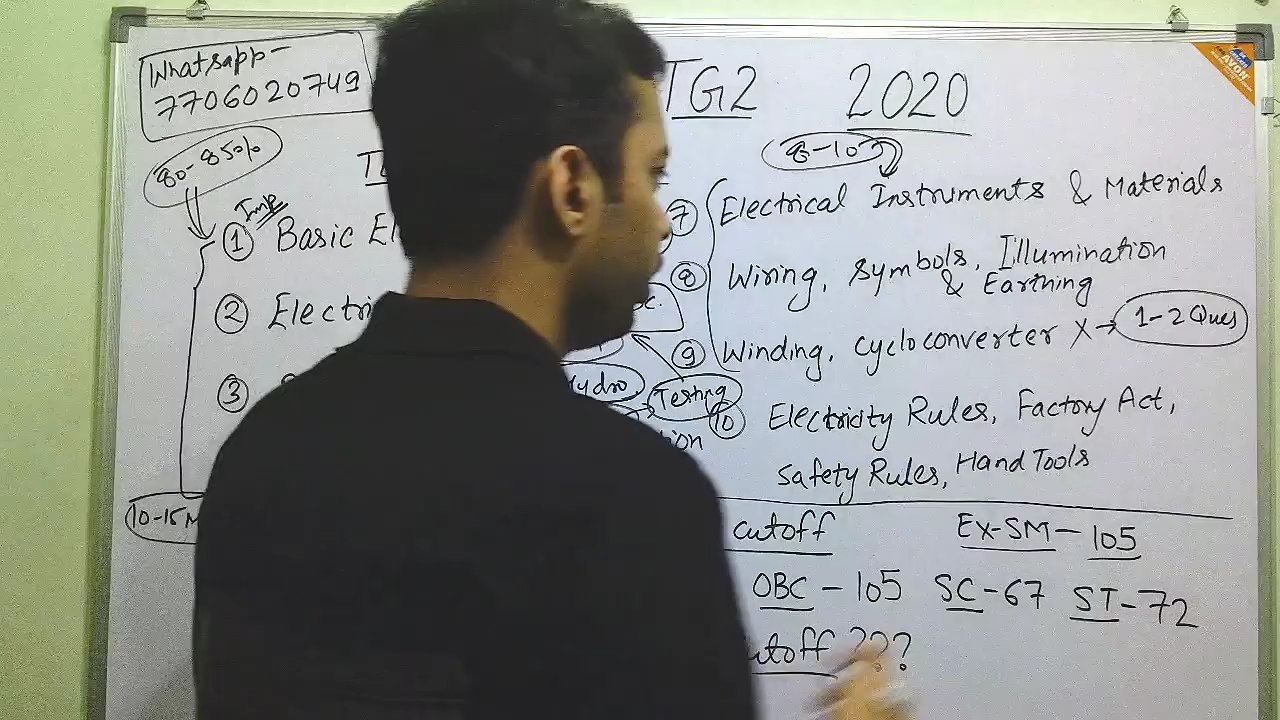 Whatsapp-
7706020749
TG2 2020
80-85%
8-10
Imp
① Basic El
② Electri
③
⑦ Electrical Instruments & Materials
⑧ Wiring, Symbols, Illumination
& Earthing
⑨ Winding, Cycloconverter X → 1-2 Ques
Hydro
Testing
⑩ Electricity Rules, Factory Act,
Safety Rules, Hand Tools
10-15 M
cutoff EX-SM - 105
OBC - 105 SC-67 ST-72
utoff ???
AVON